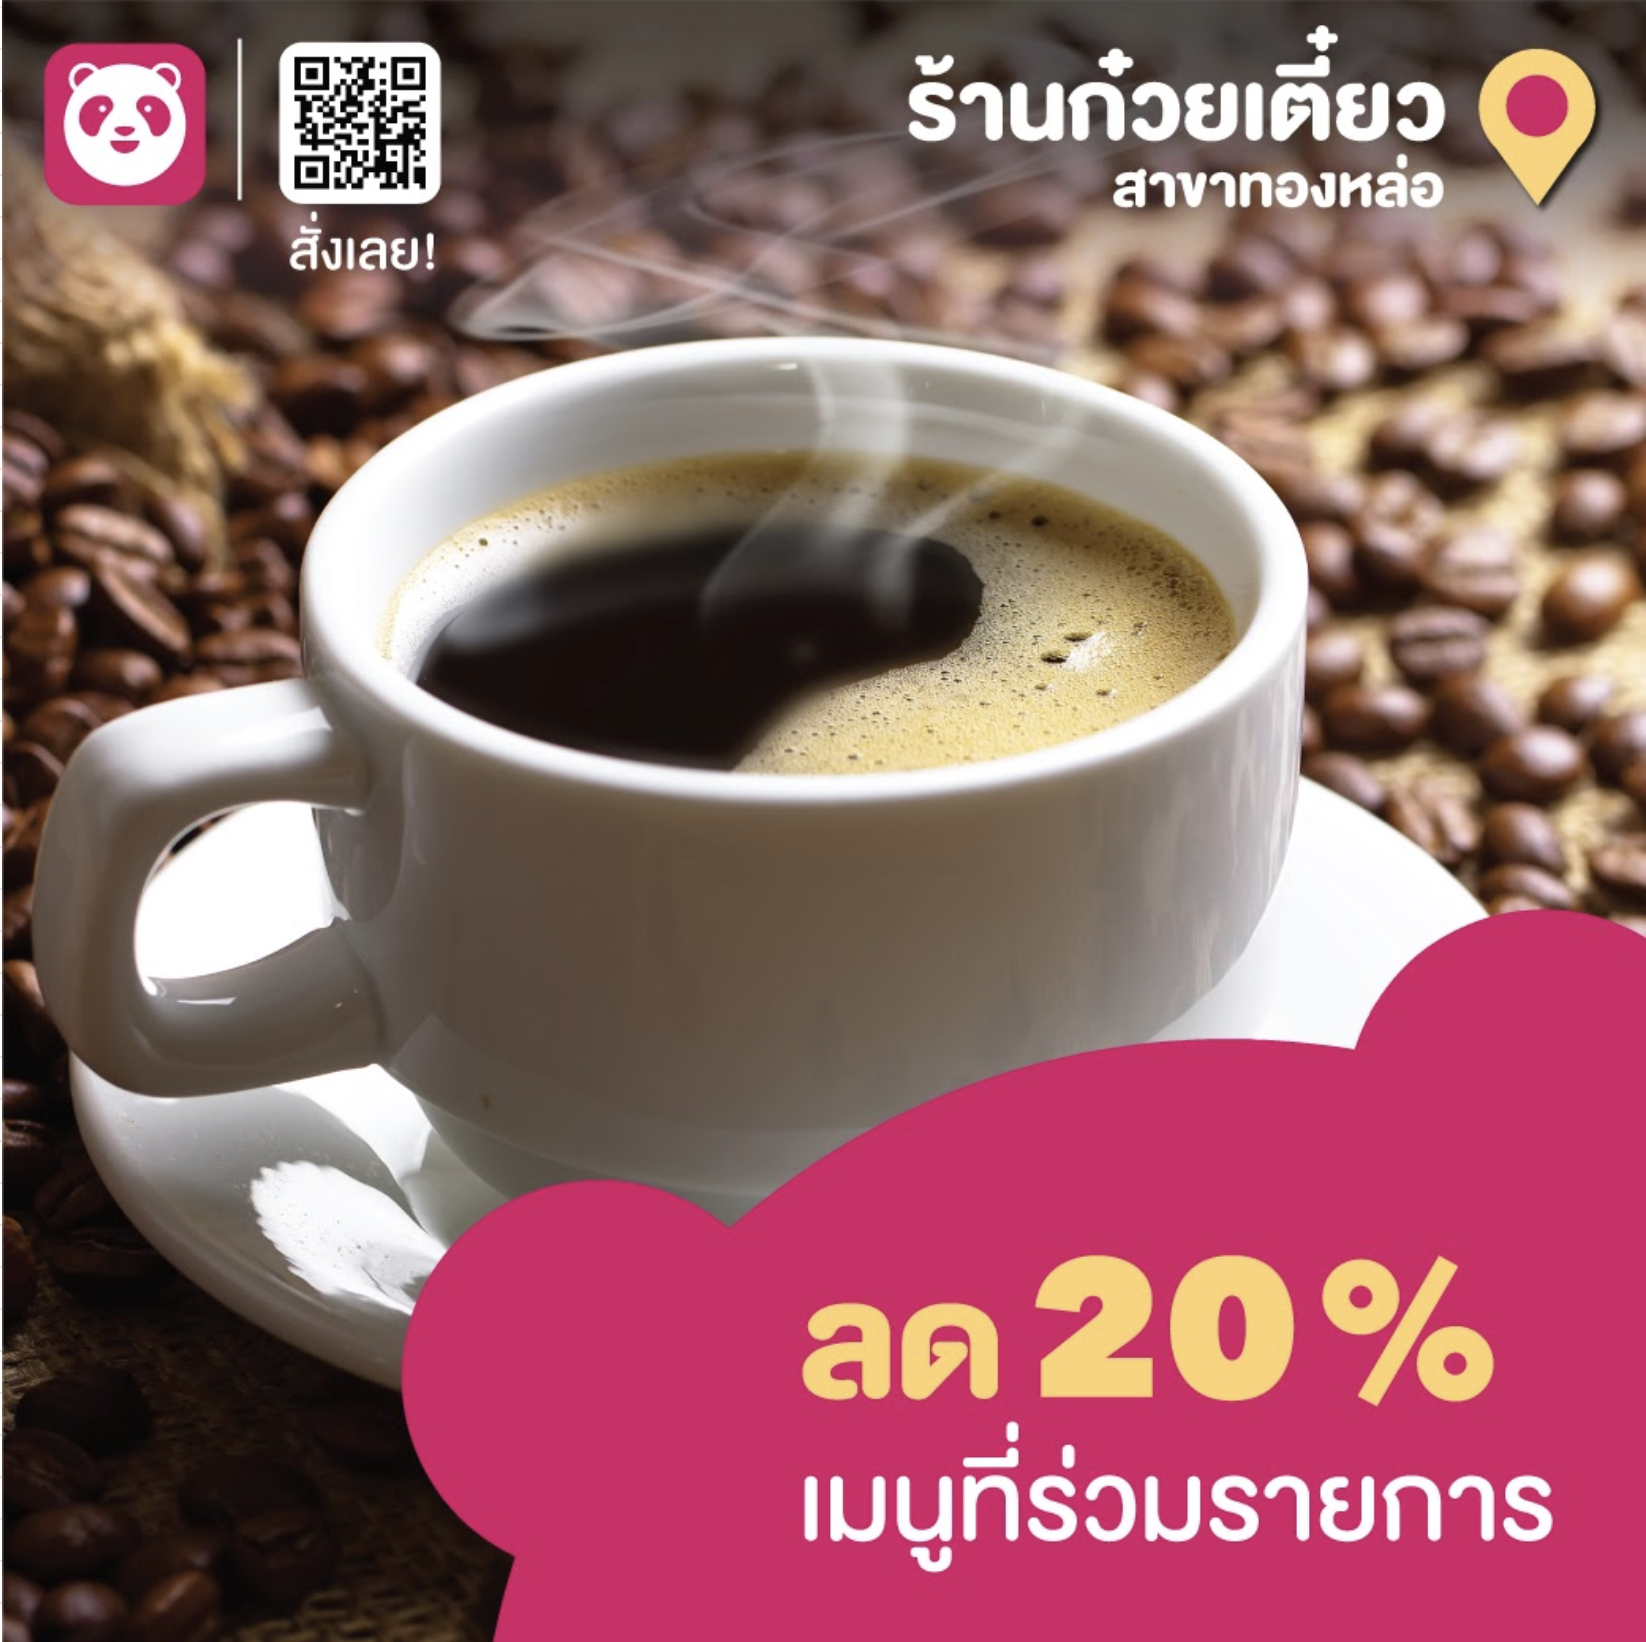 ร้านก๋วยเตี๋ยว
สาขาทองหล่อ
สั่งเลย!
ลด 20%
เมนูที่ร่วมรายการ